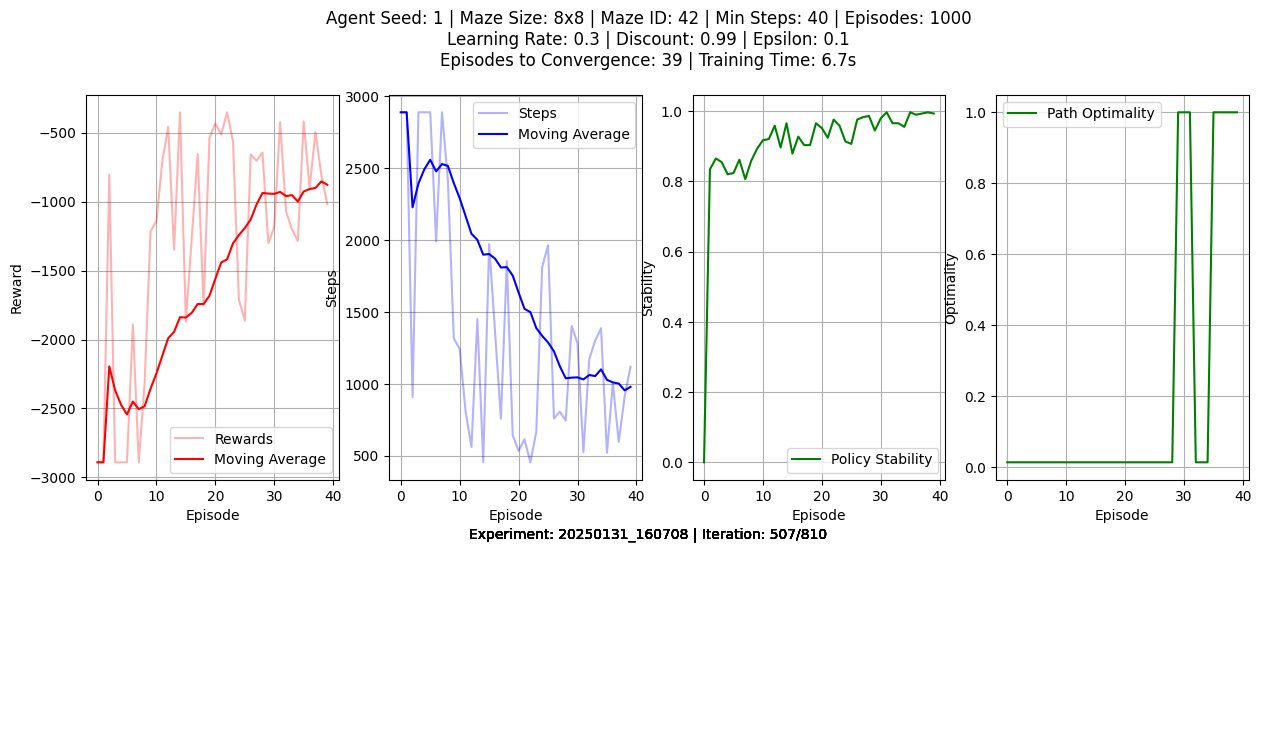 Agent Seed: 1 | Maze Size: 8x8 | Maze ID: 42 | Min Steps: 40 | Episodes: 1000
Learning Rate: 0.3 | Discount: 0.99 | Epsilon: 0.1
Episodes to Convergence: 39 | Training Time: 6.7s
Reward
−500
−1000
−1500
−2000
−2500
−3000
0
10
20
30
40
Episode
Rewards
Moving Average
Steps
3000
2500
2000
1500
1000
500
0
10
20
30
40
Episode
Steps
Moving Average
Stability
1.0
0.8
0.6
0.4
0.2
0.0
0
10
20
30
40
Episode
Policy Stability
Optimality
1.0
0.8
0.6
0.4
0.2
0.0
0
10
20
30
40
Episode
Path Optimality
Experiment: 20250131_160708 | Iteration: 507/810